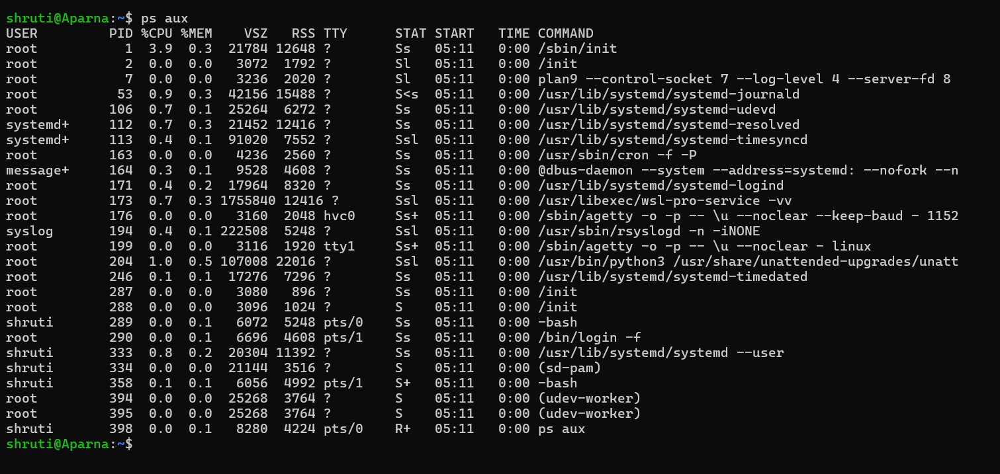 shruti@Aparna:~$ ps aux
USER         PID %CPU %MEM    VSZ   RSS TTY      STAT START   TIME COMMAND
root           1  3.9  0.3  21784 12648 ?        Ss   05:11   0:00 /sbin/init
root           2  0.0  0.0   3072  1792 ?        Sl   05:11   0:00 /init
root           7  0.0  0.0   3236  2020 ?        Sl   05:11   0:00 plan9 --control-socket 7 --log-level 4 --server-fd 8
root          53  0.9  0.3  42156 15488 ?        S<s  05:11   0:00 /usr/lib/systemd/systemd-journald
root         106  0.7  0.1  25264  6272 ?        Ss   05:11   0:00 /usr/lib/systemd/systemd-udevd
systemd+     112  0.7  0.3  21452 12416 ?        Ss   05:11   0:00 /usr/lib/systemd/systemd-resolved
systemd+     113  0.4  0.1  91020  7552 ?        Ssl  05:11   0:00 /usr/lib/systemd/systemd-timesyncd
root         163  0.0  0.0   4236  2560 ?        Ss   05:11   0:00 /usr/sbin/cron -f -P
message+     164  0.3  0.1   9528  4608 ?        Ss   05:11   0:00 @dbus-daemon --system --address=systemd: --nofork --n
root         171  0.4  0.2  17964  8320 ?        Ss   05:11   0:00 /usr/lib/systemd/systemd-logind
root         173  0.7  0.3 1755840 12416 ?       Ssl  05:11   0:00 /usr/libexec/wsl-pro-service -vv
root         176  0.0  0.0   3160  2048 hvc0     Ss+  05:11   0:00 /sbin/agetty -o -p -- \u --noclear --keep-baud - 1152
syslog       194  0.4  0.1 222508  5248 ?        Ssl  05:11   0:00 /usr/sbin/rsyslogd -n -iNONE
root         199  0.0  0.0   3116  1920 tty1     Ss+  05:11   0:00 /sbin/agetty -o -p -- \u --noclear - linux
root         204  1.0  0.5 107008 22016 ?        Ssl  05:11   0:00 /usr/bin/python3 /usr/share/unattended-upgrades/unatt
root         246  0.1  0.1  17276  7296 ?        Ss   05:11   0:00 /usr/lib/systemd/systemd-timedated
root         287  0.0  0.0   3080   896 ?        Ss   05:11   0:00 /init
root         288  0.0  0.0   3096  1024 ?        S    05:11   0:00 /init
shruti       289  0.0  0.1   6072  5248 pts/0    Ss   05:11   0:00 -bash
root         290  0.0  0.1   6696  4608 pts/1    Ss   05:11   0:00 /bin/login -f
shruti       333  0.8  0.2  20304 11392 ?        Ss   05:11   0:00 /usr/lib/systemd/systemd --user
shruti       334  0.0  0.0  21144  3516 ?        S    05:11   0:00 (sd-pam)
shruti       358  0.1  0.1   6056  4992 pts/1    S+   05:11   0:00 -bash
root         394  0.0  0.0  25268  3764 ?        S    05:11   0:00 (udev-worker)
root         395  0.0  0.0  25268  3764 ?        S    05:11   0:00 (udev-worker)
shruti       398  0.0  0.1   8280  4224 pts/0    R+   05:11   0:00 ps aux
shruti@Aparna:~$